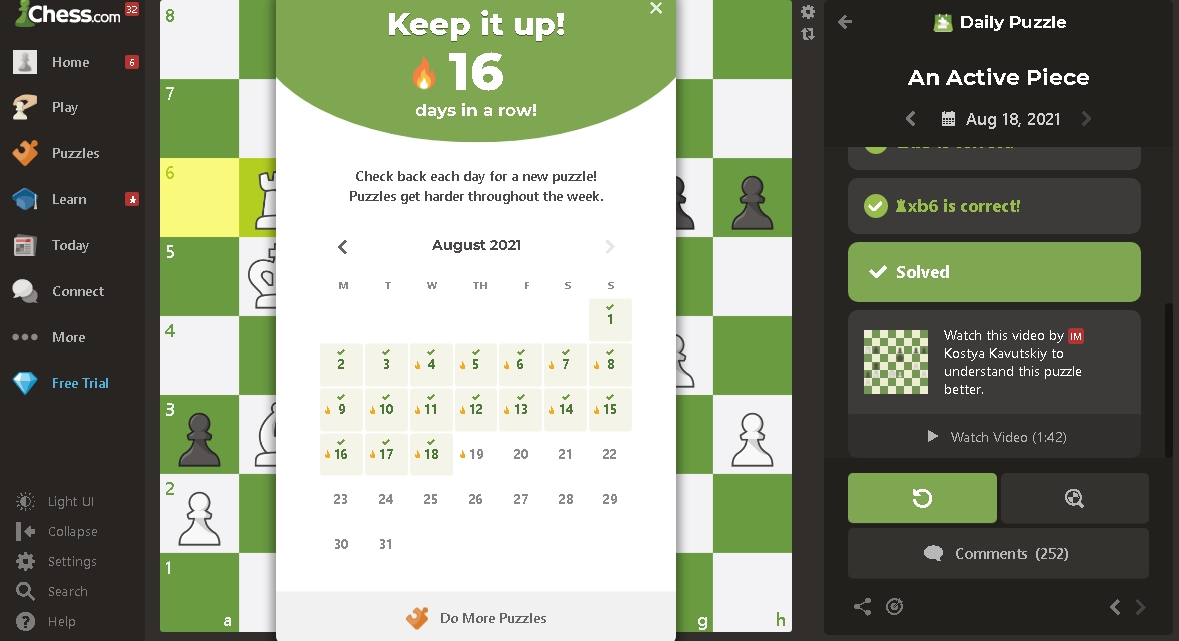 Chess.com
32
Home
6
Play
Puzzles
Learn
Today
Connect
More
Free Trial
Light UI
Collapse
Settings
Search
Help
8
7
6
5
4
3
2
1
a
g
h
Keep it up!
16
days in a row!
Check back each day for a new puzzle!
Puzzles get harder throughout the week.
August 2021
M T W TH F S S
1
2 3 4 5 6 7 8
9 10 11 12 13 14 15
16 17 18 19 20 21 22
23 24 25 26 27 28 29
30 31
Do More Puzzles
Daily Puzzle
An Active Piece
Aug 18, 2021
xb6 is correct!
Solved
Watch this video by IM
Kostya Kavutskiy to
understand this puzzle
better.
Watch Video (1:42)
Comments (252)